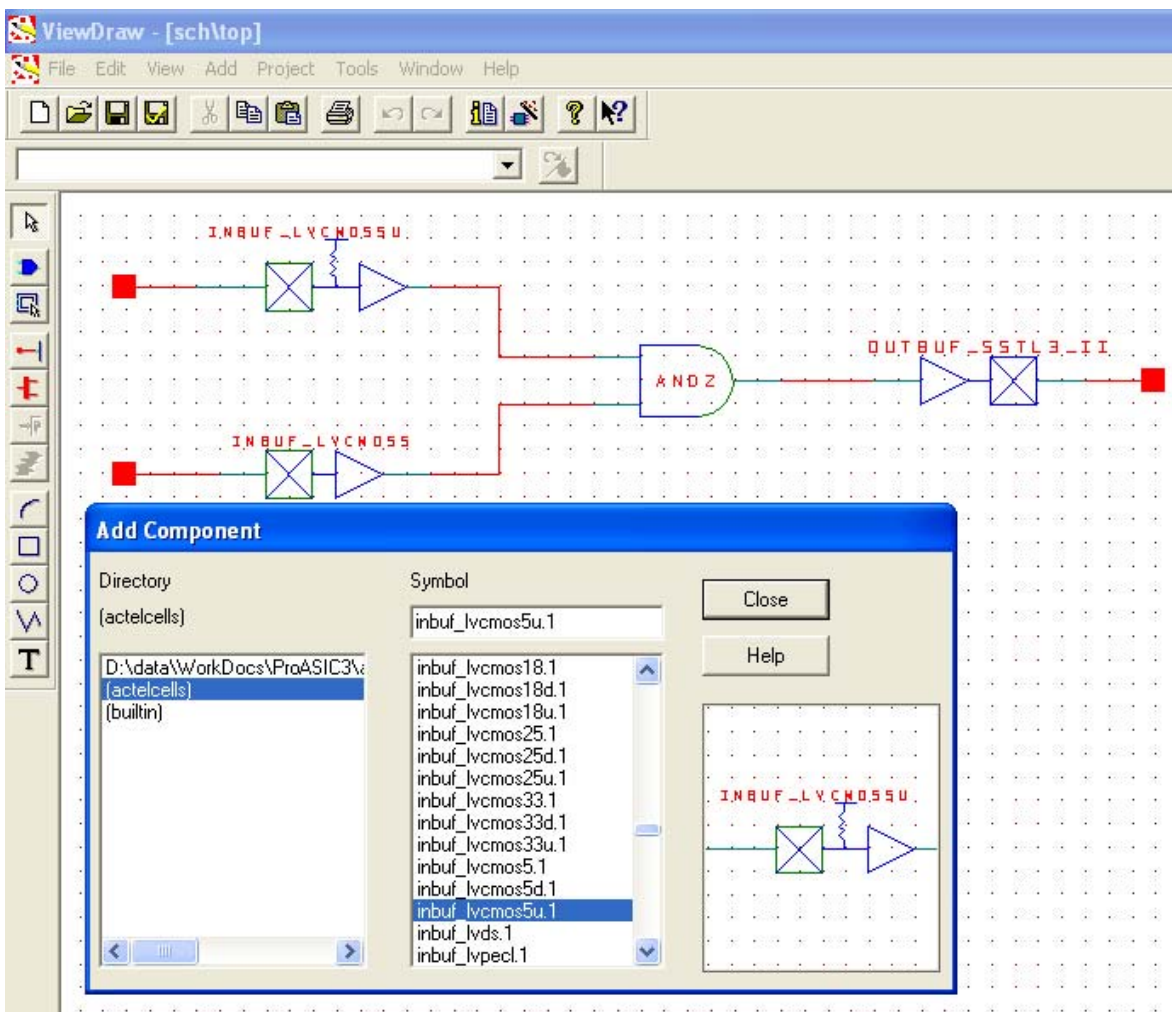 ViewDraw - [sch\top]
File Edit View Add Project Tools Window Help
INBUF_LVCMOS5U
OUTBUF_SSTL3_II
AND2
INBUF_LVCMOS5
Add Component
Directory
Symbol
Close
(actelcells)
inbuf_lvcmos5u.1
Help
D:\data\WorkDocs\ProASIC3\a
(actelcells)
(builtin)
inbuf_lvcmos18.1
inbuf_lvcmos18d.1
inbuf_lvcmos18u.1
inbuf_lvcmos25.1
inbuf_lvcmos25d.1
inbuf_lvcmos25u.1
inbuf_lvcmos33.1
inbuf_lvcmos33d.1
inbuf_lvcmos33u.1
inbuf_lvcmos5.1
inbuf_lvcmos5d.1
inbuf_lvcmos5u.1
inbuf_lvds.1
inbuf_lvpecl.1
INBUF_LVCMOS5U
T